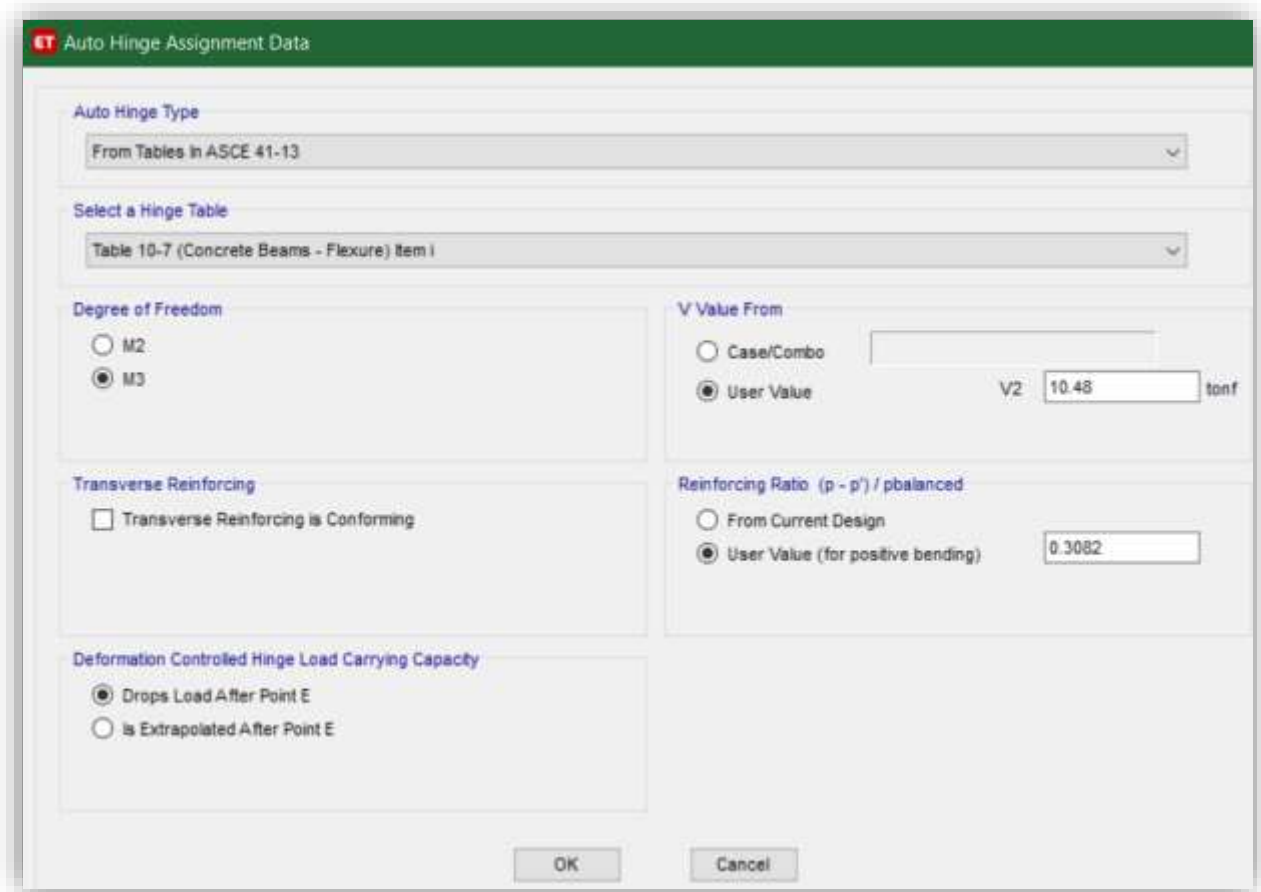 ET Auto Hinge Assignment Data
Auto Hinge Type
From Tables In ASCE 41-13
Select a Hinge Table
Table 10-7 (Concrete Beams - Flexure) Item i
Degree of Freedom
M2
M3
V Value From
Case/Combo
User Value V2 10.48 tonf
Transverse Reinforcing
Transverse Reinforcing is Conforming
Reinforcing Ratio (p - p') / pbalanced
From Current Design
User Value (for positive bending) 0.3082
Deformation Controlled Hinge Load Carrying Capacity
Drops Load After Point E
Is Extrapolated After Point E
OK Cancel